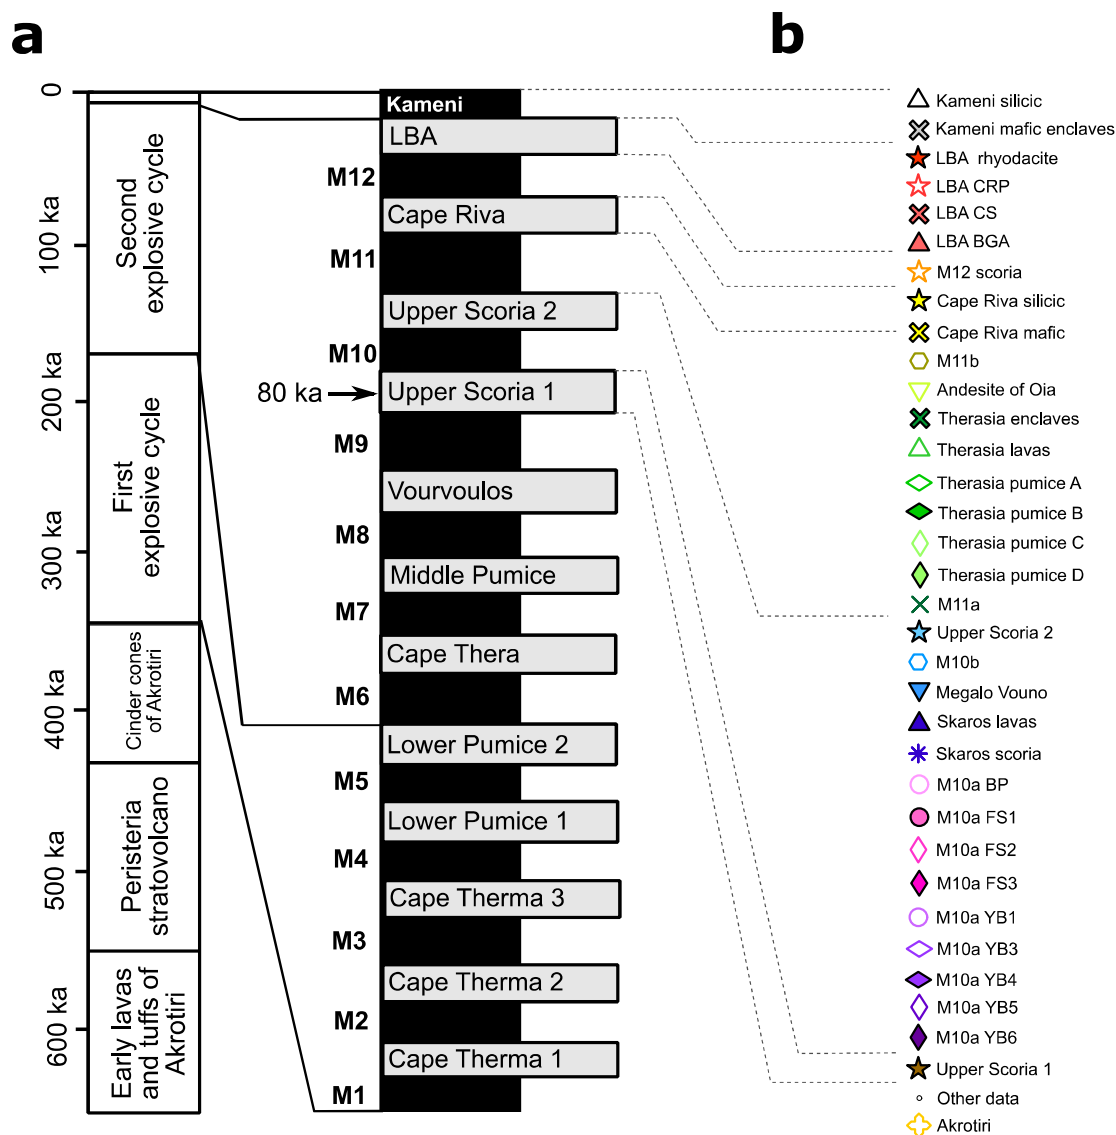 a
b
0
100 ka
200 ka
300 ka
400 ka
500 ka
600 ka
Second
explosive cycle
First
explosive cycle
Cinder cones
of Akrotiri
Peristeria
stratovolcano
Early lavas
and tuffs of
Akrotiri
Kameni
LBA
M12
Cape Riva
M11
Upper Scoria 2
M10
80 ka
Upper Scoria 1
M9
Vourvoulos
M8
Middle Pumice
M7
Cape Thera
M6
Lower Pumice 2
M5
Lower Pumice 1
M4
Cape Therma 3
M3
Cape Therma 2
M2
Cape Therma 1
M1
Kameni silicic
Kameni mafic enclaves
LBA rhyodacite
LBA CRP
LBA CS
LBA BGA
M12 scoria
Cape Riva silicic
Cape Riva mafic
M11b
Andesite of Oia
Therasia enclaves
Therasia lavas
Therasia pumice A
Therasia pumice B
Therasia pumice C
Therasia pumice D
M11a
Upper Scoria 2
M10b
Megalo Vouno
Skaros lavas
Skaros scoria
M10a BP
M10a FS1
M10a FS2
M10a FS3
M10a YB1
M10a YB3
M10a YB4
M10a YB5
M10a YB6
Upper Scoria 1
Other data
Akrotiri